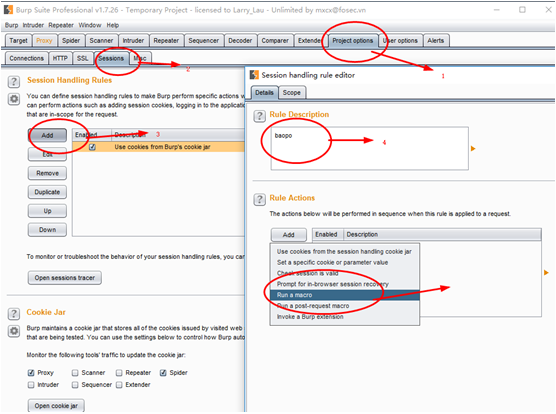 Burp Suite Professional v1.7.26 - Temporary Project - licensed to Larry_Lau - Unlimited by mxcx@fosec.vn
Burp Intruder Repeater Window Help
Target Proxy Spider Scanner Intruder Repeater Sequencer Decoder Comparer Extender Project options User options Alerts
Connections HTTP SSL Sessions Misc
2
1
Session Handling Rules
You can define session handling rules to make Burp perform specific actions w
can perform actions such as adding session cookies, logging in to the applicatio
that are in-scope for the request.
Add Enabled Description
3
Use cookies from Burp's cookie jar
Edit
Remove
Duplicate
Up
Down
To monitor or troubleshoot the behavior of your session handling rules, you can
Open sessions tracer
Cookie Jar
Burp maintains a cookie jar that stores all of the cookies issued by visited web
that are being tested. You can use the settings below to control how Burp auto
Monitor the following tools' traffic to update the cookie jar:
Proxy Scanner Repeater Spider
Intruder Sequencer Extender
Open cookie jar
Session handling rule editor
Details Scope
Rule Description
baopo
4
Rule Actions
The actions below will be performed in sequence when this rule is applied to a request.
Add Enabled Description
Use cookies from the session handling cookie jar
Set a specific cookie or parameter value
Check session is valid
Prompt for in-browser session recovery
Run a macro
Run a post-request macro
Invoke a Burp extension